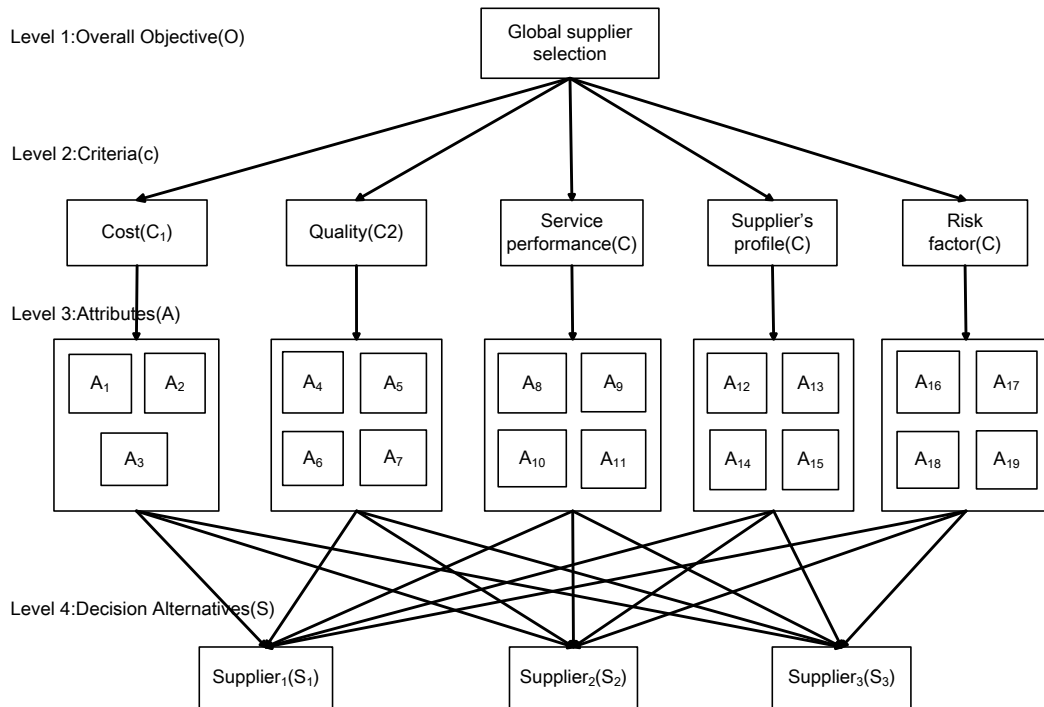 Level 1:Overall Objective(O)
Global supplier
selection
Level 2:Criteria(c)
Cost(C₁)
Quality(C2)
Service
performance(C)
Supplier’s
profile(C)
Risk
factor(C)
Level 3:Attributes(A)
A₁
A₂
A₃
A₄
A₅
A₆
A₇
A₈
A₉
A₁₀
A₁₁
A₁₂
A₁₃
A₁₄
A₁₅
A₁₆
A₁₇
A₁₈
A₁₉
Level 4:Decision Alternatives(S)
Supplier₁(S₁)
Supplier₂(S₂)
Supplier₃(S₃)